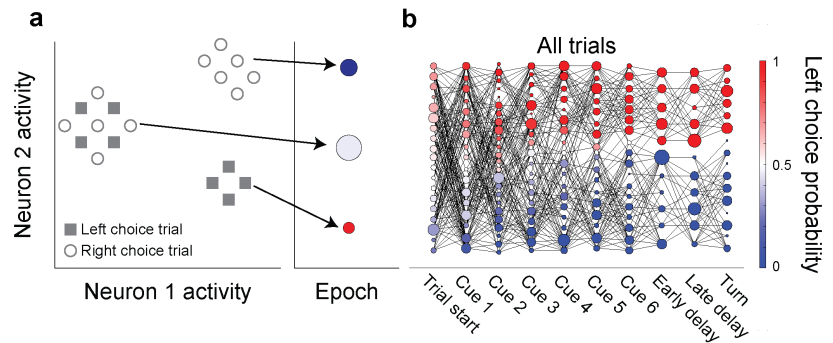 a
Neuron 2 activity
Left choice trial
Right choice trial
Neuron 1 activity
Epoch
b
All trials
Trial start
Cue 1
Cue 2
Cue 3
Cue 4
Cue 5
Cue 6
Early delay
Late delay
Turn
1
0.5
0
Left choice probability